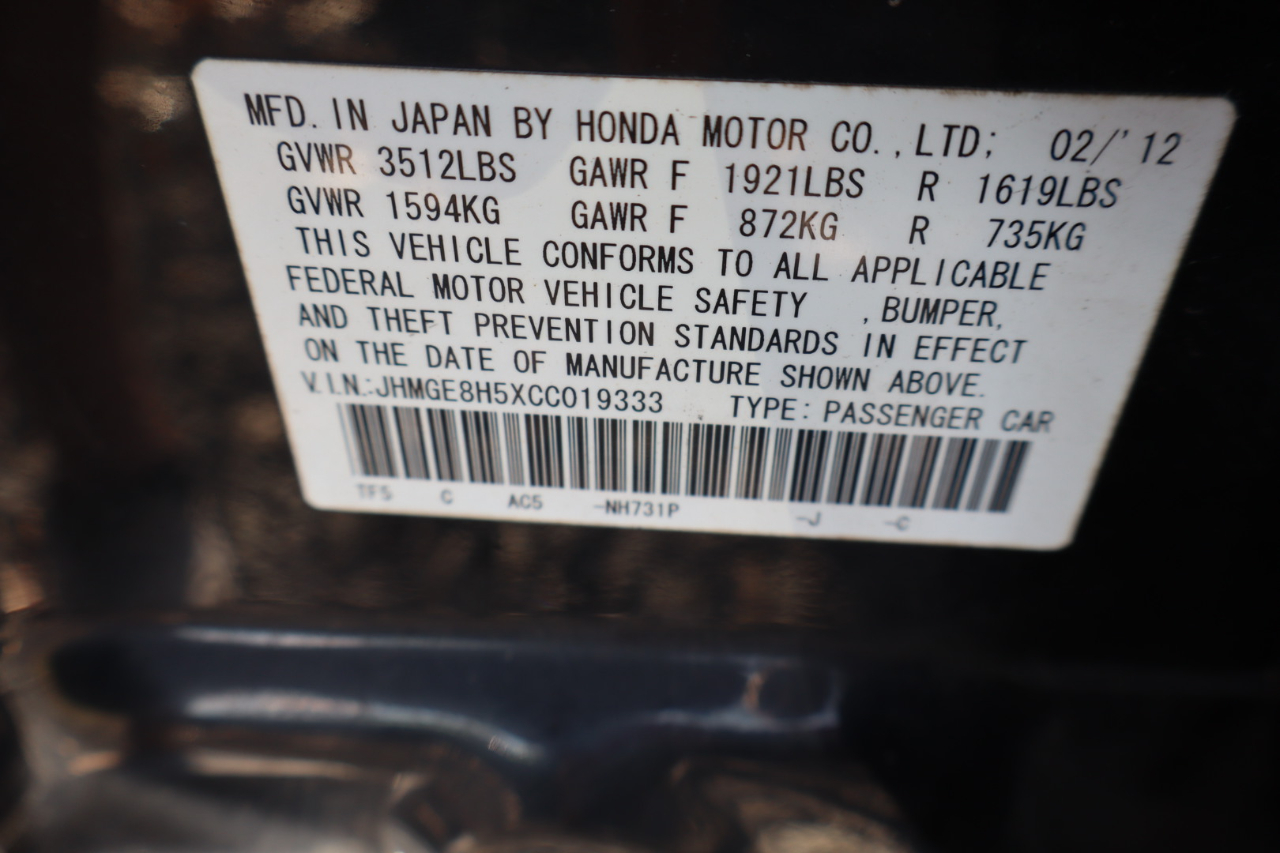 MFD. IN JAPAN BY HONDA MOTOR CO., LTD; 02/'12
GVWR 3512LBS GAWR F 1921LBS R 1619LBS
GVWR 1594KG GAWR F 872KG R 735KG
THIS VEHICLE CONFORMS TO ALL APPLICABLE
FEDERAL MOTOR VEHICLE SAFETY , BUMPER,
AND THEFT PREVENTION STANDARDS IN EFFECT
ON THE DATE OF MANUFACTURE SHOWN ABOVE.
V.I.N.:JHMGE8H5XCC019333 TYPE: PASSENGER CAR
TF5 C AC5 -NH731P -J -C